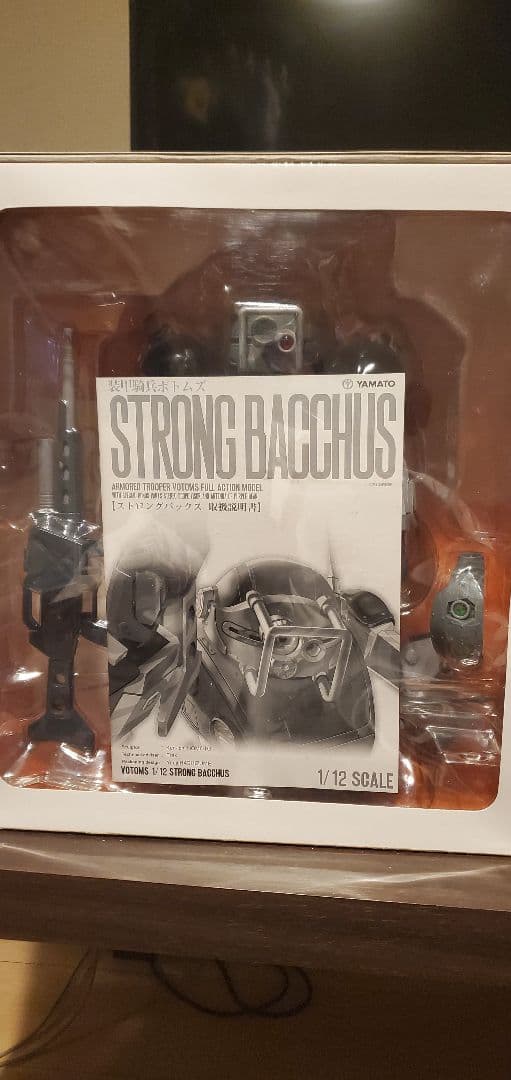 装甲騎兵ボトムズ
YAMATO
STRONG BACCHUS
ARMORED TROOPER VOTOMS FULL ACTION MODEL
【ストロングバックス 取扱説明書】
VOTOMS 1/12 STRONG BACCHUS
1/12 SCALE